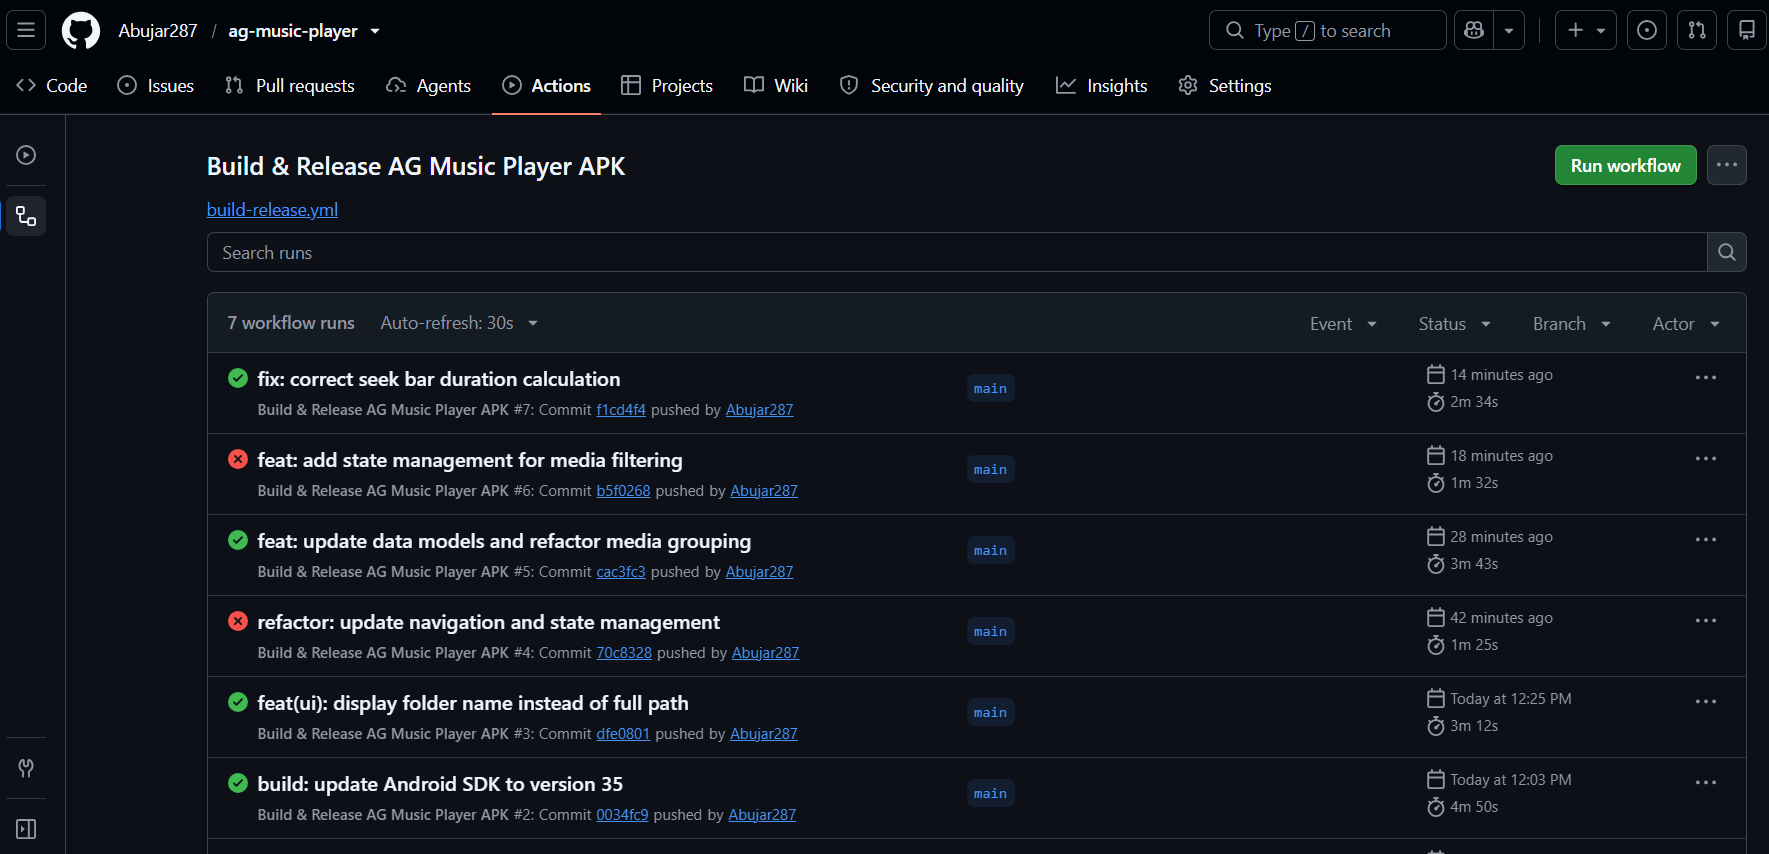 Abujar287 / ag-music-player
Type / to search
Code Issues Pull requests Agents Actions Projects Wiki Security and quality Insights Settings
Build & Release AG Music Player APK
Run workflow
build-release.yml
Search runs
7 workflow runs Auto-refresh: 30s Event Status Branch Actor
fix: correct seek bar duration calculation
Build & Release AG Music Player APK #7: Commit f1cd4f4 pushed by Abujar287
main
14 minutes ago
2m 34s
feat: add state management for media filtering
Build & Release AG Music Player APK #6: Commit b5f0268 pushed by Abujar287
main
18 minutes ago
1m 32s
feat: update data models and refactor media grouping
Build & Release AG Music Player APK #5: Commit cac3fc3 pushed by Abujar287
main
28 minutes ago
3m 43s
refactor: update navigation and state management
Build & Release AG Music Player APK #4: Commit 70c8328 pushed by Abujar287
main
42 minutes ago
1m 25s
feat(ui): display folder name instead of full path
Build & Release AG Music Player APK #3: Commit dfe0801 pushed by Abujar287
main
Today at 12:25 PM
3m 12s
build: update Android SDK to version 35
Build & Release AG Music Player APK #2: Commit 0034fc9 pushed by Abujar287
main
Today at 12:03 PM
4m 50s